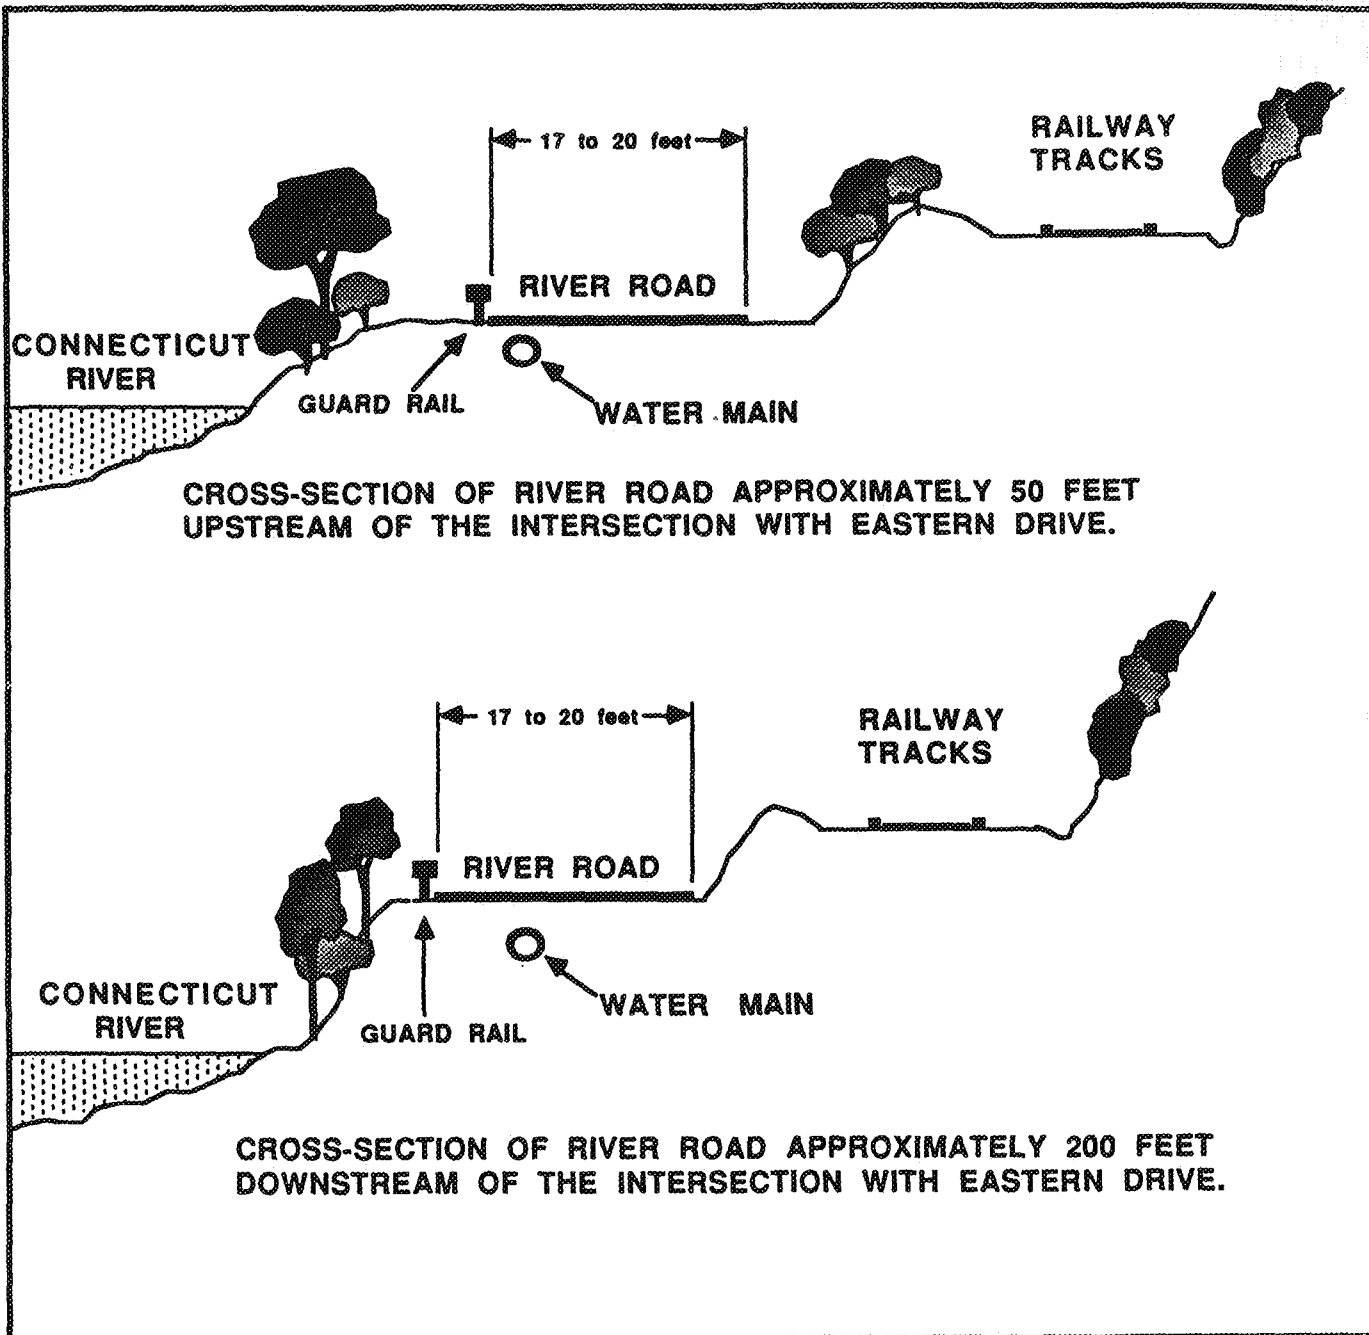 17 to 20 feet
RAILWAY
TRACKS
RIVER ROAD
CONNECTICUT
RIVER
GUARD RAIL
WATER MAIN
CROSS-SECTION OF RIVER ROAD APPROXIMATELY 50 FEET
UPSTREAM OF THE INTERSECTION WITH EASTERN DRIVE.
17 to 20 feet
RAILWAY
TRACKS
RIVER ROAD
CONNECTICUT
RIVER
GUARD RAIL
WATER MAIN
CROSS-SECTION OF RIVER ROAD APPROXIMATELY 200 FEET
DOWNSTREAM OF THE INTERSECTION WITH EASTERN DRIVE.